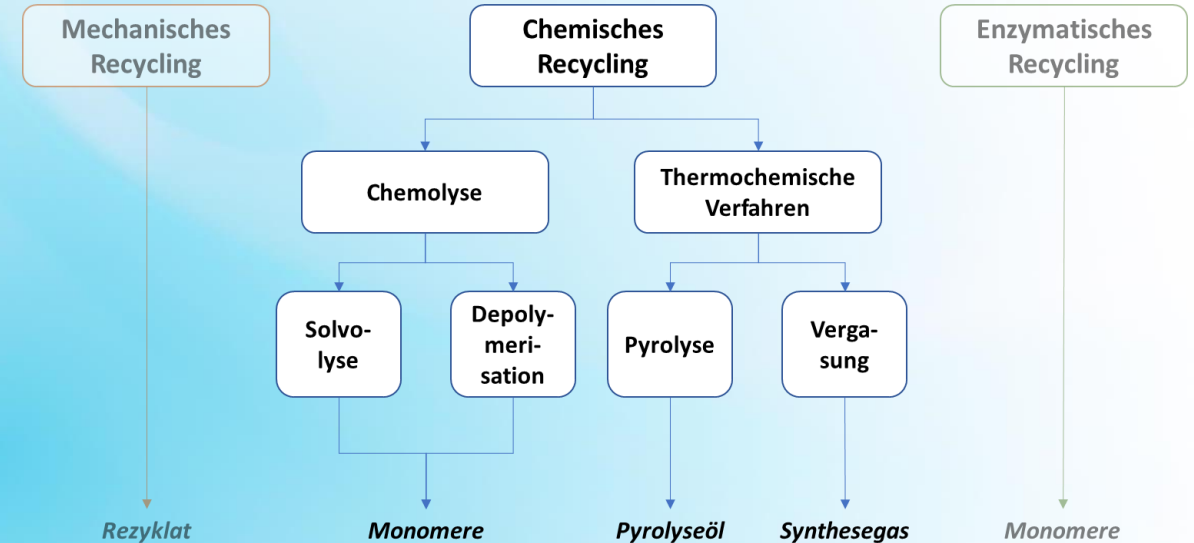 Mechanisches
Recycling
Chemisches
Recycling
Enzymatisches
Recycling
Chemolyse
Thermochemische
Verfahren
Solvo-
lyse
Depoly-
meri-
sation
Pyrolyse
Verga-
sung
Rezyklat
Monomere
Pyrolyseöl
Synthesegas
Monomere